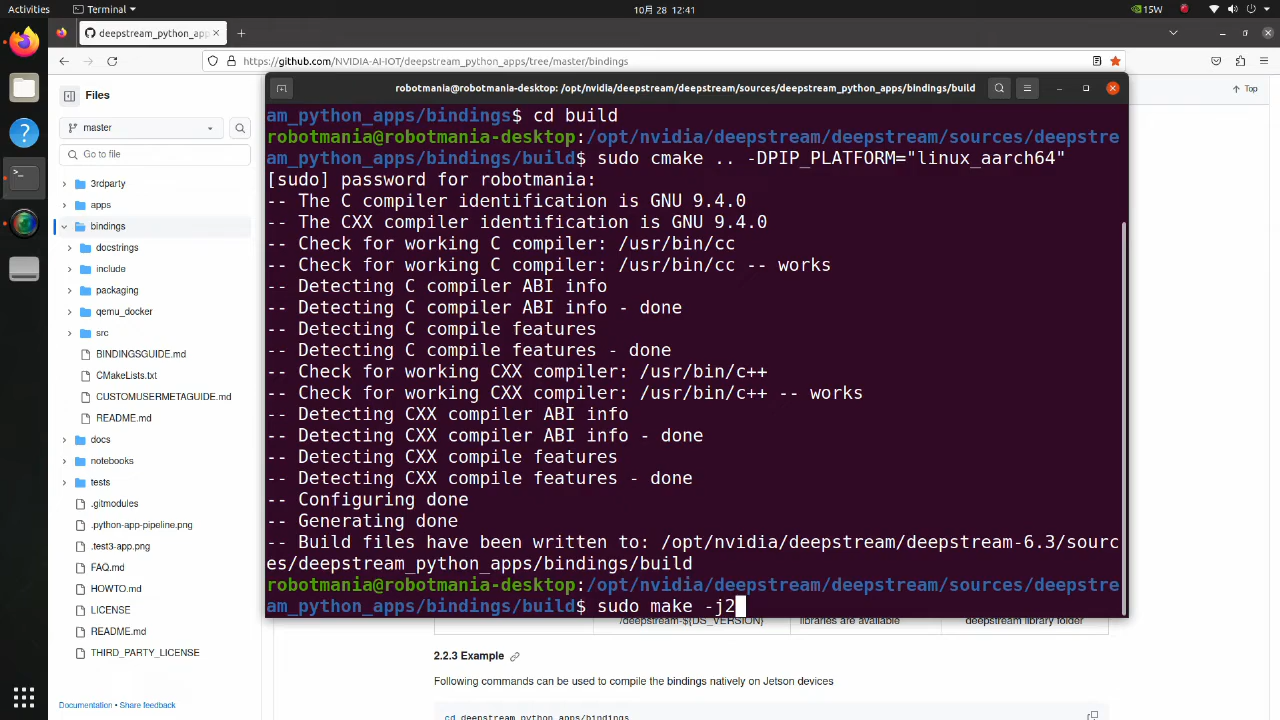 Activities
Terminal
10月 28 12:41
15W
deepstream_python_app
https://github.com/NVIDIA-AI-IOT/deepstream_python_apps/tree/master/bindings
Files
Top
master
Go to file
3rdparty
apps
bindings
docstrings
include
packaging
qemu_docker
src
BINDINGSGUIDE.md
CMakeLists.txt
CUSTOMUSERMETAGUIDE.md
README.md
docs
notebooks
tests
.gitmodules
.python-app-pipeline.png
.test3-app.png
FAQ.md
HOWTO.md
LICENSE
README.md
THIRD_PARTY_LICENSE
Documentation • Share feedback
robotmania@robotmania-desktop: /opt/nvidia/deepstream/deepstream/sources/deepstream_python_apps/bindings/build
am_python_apps/bindings$ cd build
robotmania@robotmania-desktop:/opt/nvidia/deepstream/deepstream/sources/deepstre
am_python_apps/bindings/build$ sudo cmake .. -DPIP_PLATFORM="linux_aarch64"
[sudo] password for robotmania:
-- The C compiler identification is GNU 9.4.0
-- The CXX compiler identification is GNU 9.4.0
-- Check for working C compiler: /usr/bin/cc
-- Check for working C compiler: /usr/bin/cc -- works
-- Detecting C compiler ABI info
-- Detecting C compiler ABI info - done
-- Detecting C compile features
-- Detecting C compile features - done
-- Check for working CXX compiler: /usr/bin/c++
-- Check for working CXX compiler: /usr/bin/c++ -- works
-- Detecting CXX compiler ABI info
-- Detecting CXX compiler ABI info - done
-- Detecting CXX compile features
-- Detecting CXX compile features - done
-- Configuring done
-- Generating done
-- Build files have been written to: /opt/nvidia/deepstream/deepstream-6.3/sourc
es/deepstream_python_apps/bindings/build
robotmania@robotmania-desktop:/opt/nvidia/deepstream/deepstream/sources/deepstre
am_python_apps/bindings/build$ sudo make -j2
/deepstream-${DS_VERSION} libraries are available deepstream library folder
2.2.3 Example
Following commands can be used to compile the bindings natively on Jetson devices
cd deepstream_python_apps/bindings